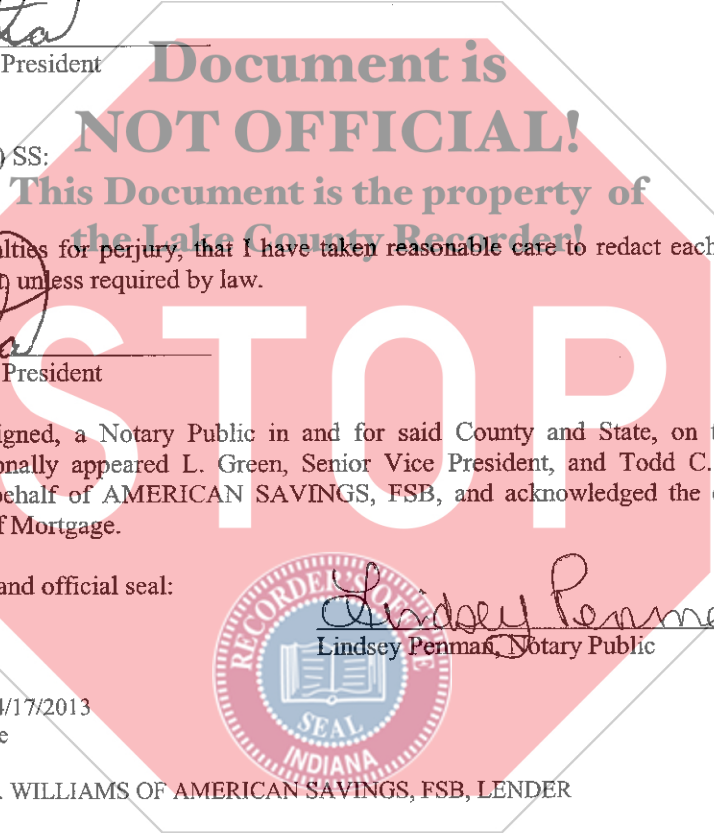 President
Document is
NOT OFFICIAL!
) SS:
This Document is the property of
the Lake County Recorder!
alties for perjury, that I have taken reasonable care to redact each
unless required by law.
STOP
President
igned, a Notary Public in and for said County and State, on
onally appeared L. Green, Senior Vice President, and Todd C.
behalf of AMERICAN SAVINGS, FSB, and acknowledged the
f Mortgage.
and official seal:
Lindsey Penma
Lindsey Penman, Notary Public
RECORDER'S OFFICE
SEAL
INDIANA
4/17/2013
e
. WILLIAMS OF AMERICAN SAVINGS, FSB, LENDER